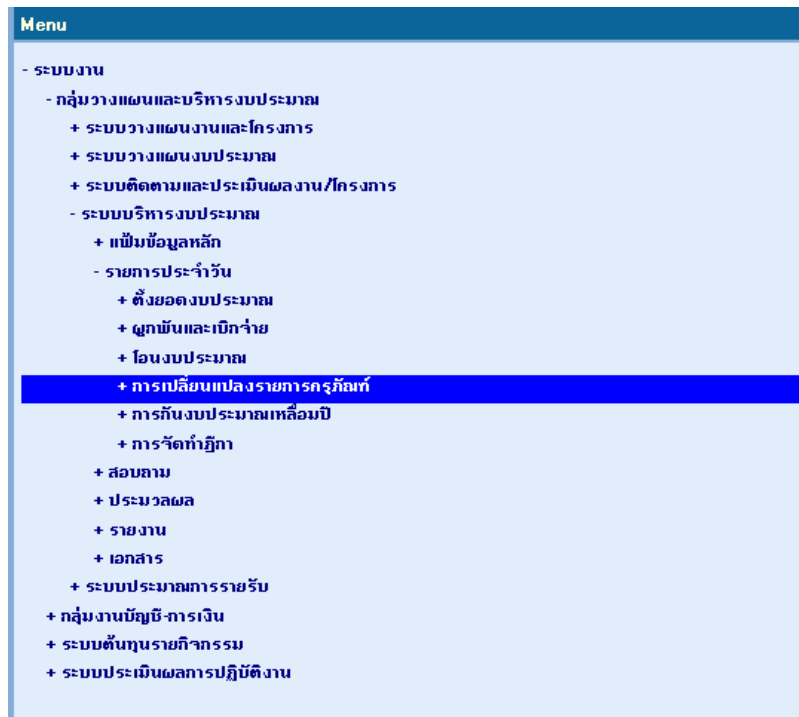 Menu
- ระบบงาน
- กลุ่มวางแผนและบริหารงบประมาณ
+ ระบบวางแผนงานและโครงการ
+ ระบบวางแผนงบประมาณ
+ ระบบติดตามและประเมินผลงาน/โครงการ
- ระบบบริหารงบประมาณ
+ แฟ้มข้อมูลหลัก
- รายการประจำวัน
+ ตั้งยอดงบประมาณ
+ ผูกพันและเบิกจ่าย
+ โอนงบประมาณ
+ การเปลี่ยนแปลงรายการครุภัณฑ์
+ การกันงบประมาณเหลื่อมปี
+ การจัดทำฎีกา
+ สอบถาม
+ ประมวลผล
+ รายงาน
+ เอกสาร
+ ระบบประมาณการรายรับ
+ กลุ่มงานบัญชี-การเงิน
+ ระบบต้นทุนรายกิจกรรม
+ ระบบประเมินผลการปฏิบัติงาน